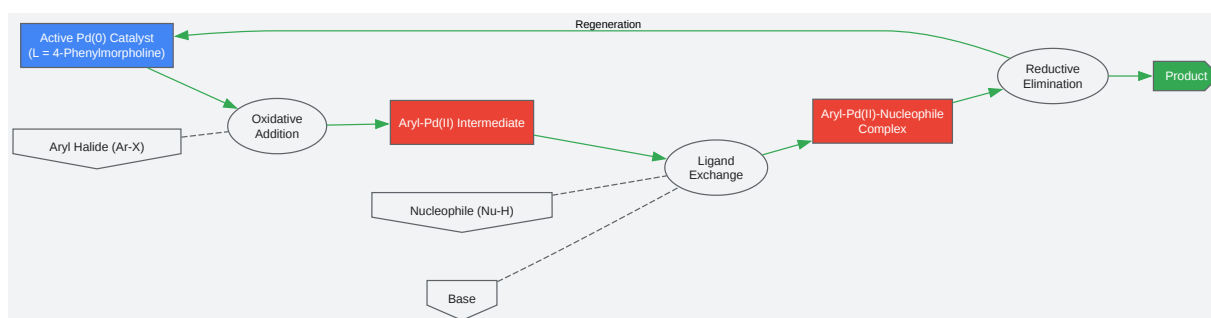 Regeneration
Active Pd(0) Catalyst
(L = 4-Phenylmorpholine)
Reductive
Elimination
Product
Oxidative
Addition
Aryl-Pd(II) Intermediate
Aryl-Pd(II)-Nucleophile
Complex
Aryl Halide (Ar-X)
Ligand
Exchange
Nucleophile (Nu-H)
Base